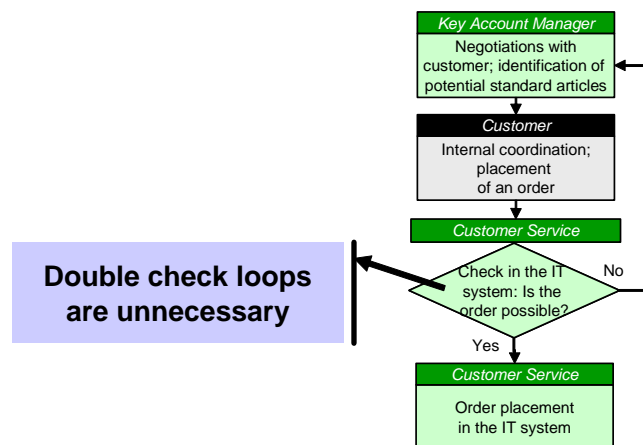 Key Account Manager
Negotiations with
customer; identification of
potential standard articles
Customer
Internal coordination;
placement
of an order
Customer Service
Double check loops
are unnecessary
Check in the IT
system: Is the
order possible?
No
Yes
Customer Service
Order placement
in the IT system